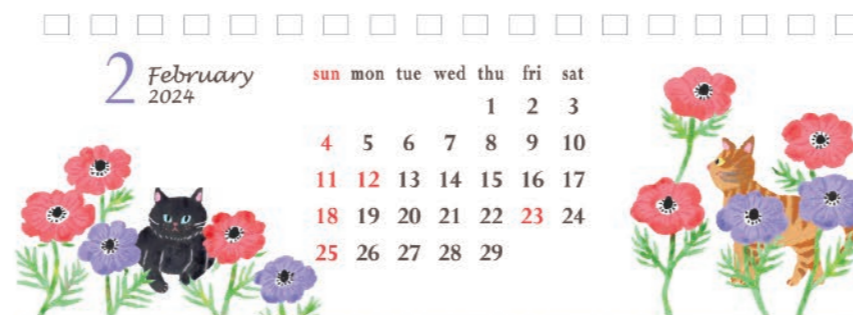 2 February
2024
sun mon tue wed thu fri sat
1 2 3
4 5 6 7 8 9 10
11 12 13 14 15 16 17
18 19 20 21 22 23 24
25 26 27 28 29